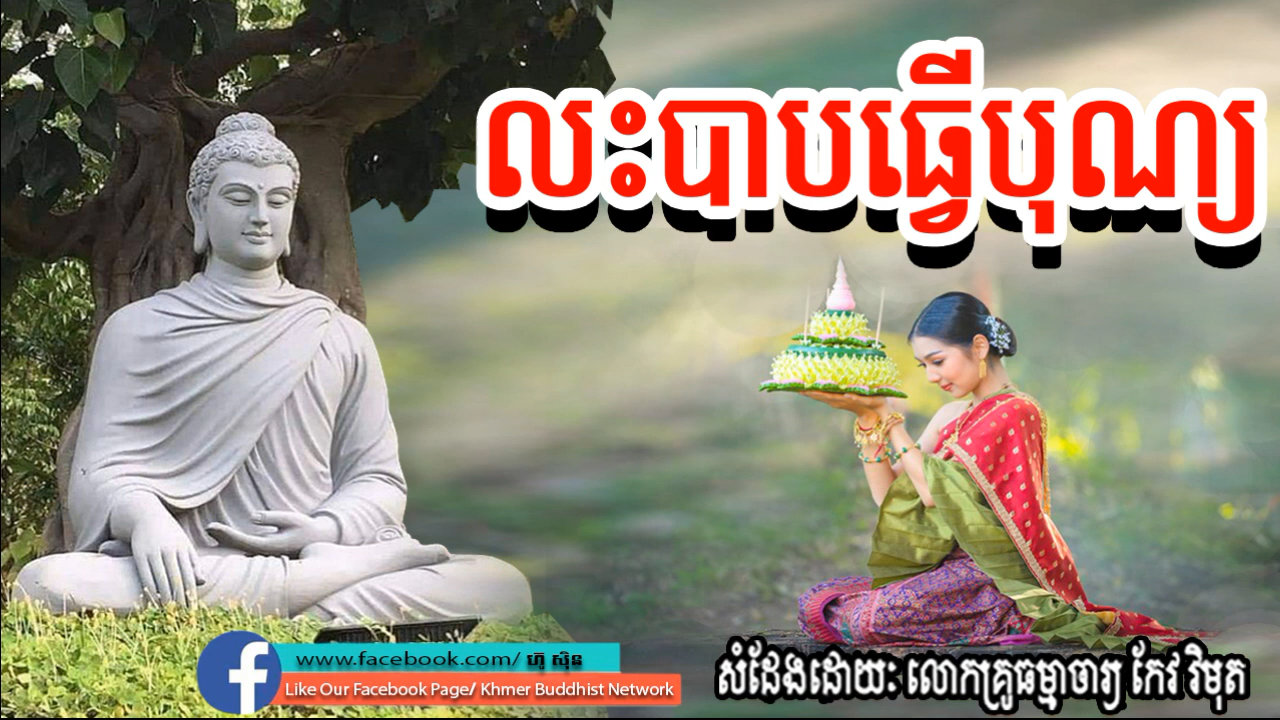 លះបាបធ្វើបុណ្យ
www.facebook.com/ ហ៊ូ ស៊ិន
Like Our Facebook Page/ Khmer Buddhist Network
សំដែងដោយ: លោកគ្រូធម្មាចារ្យ កែវ វិមុត